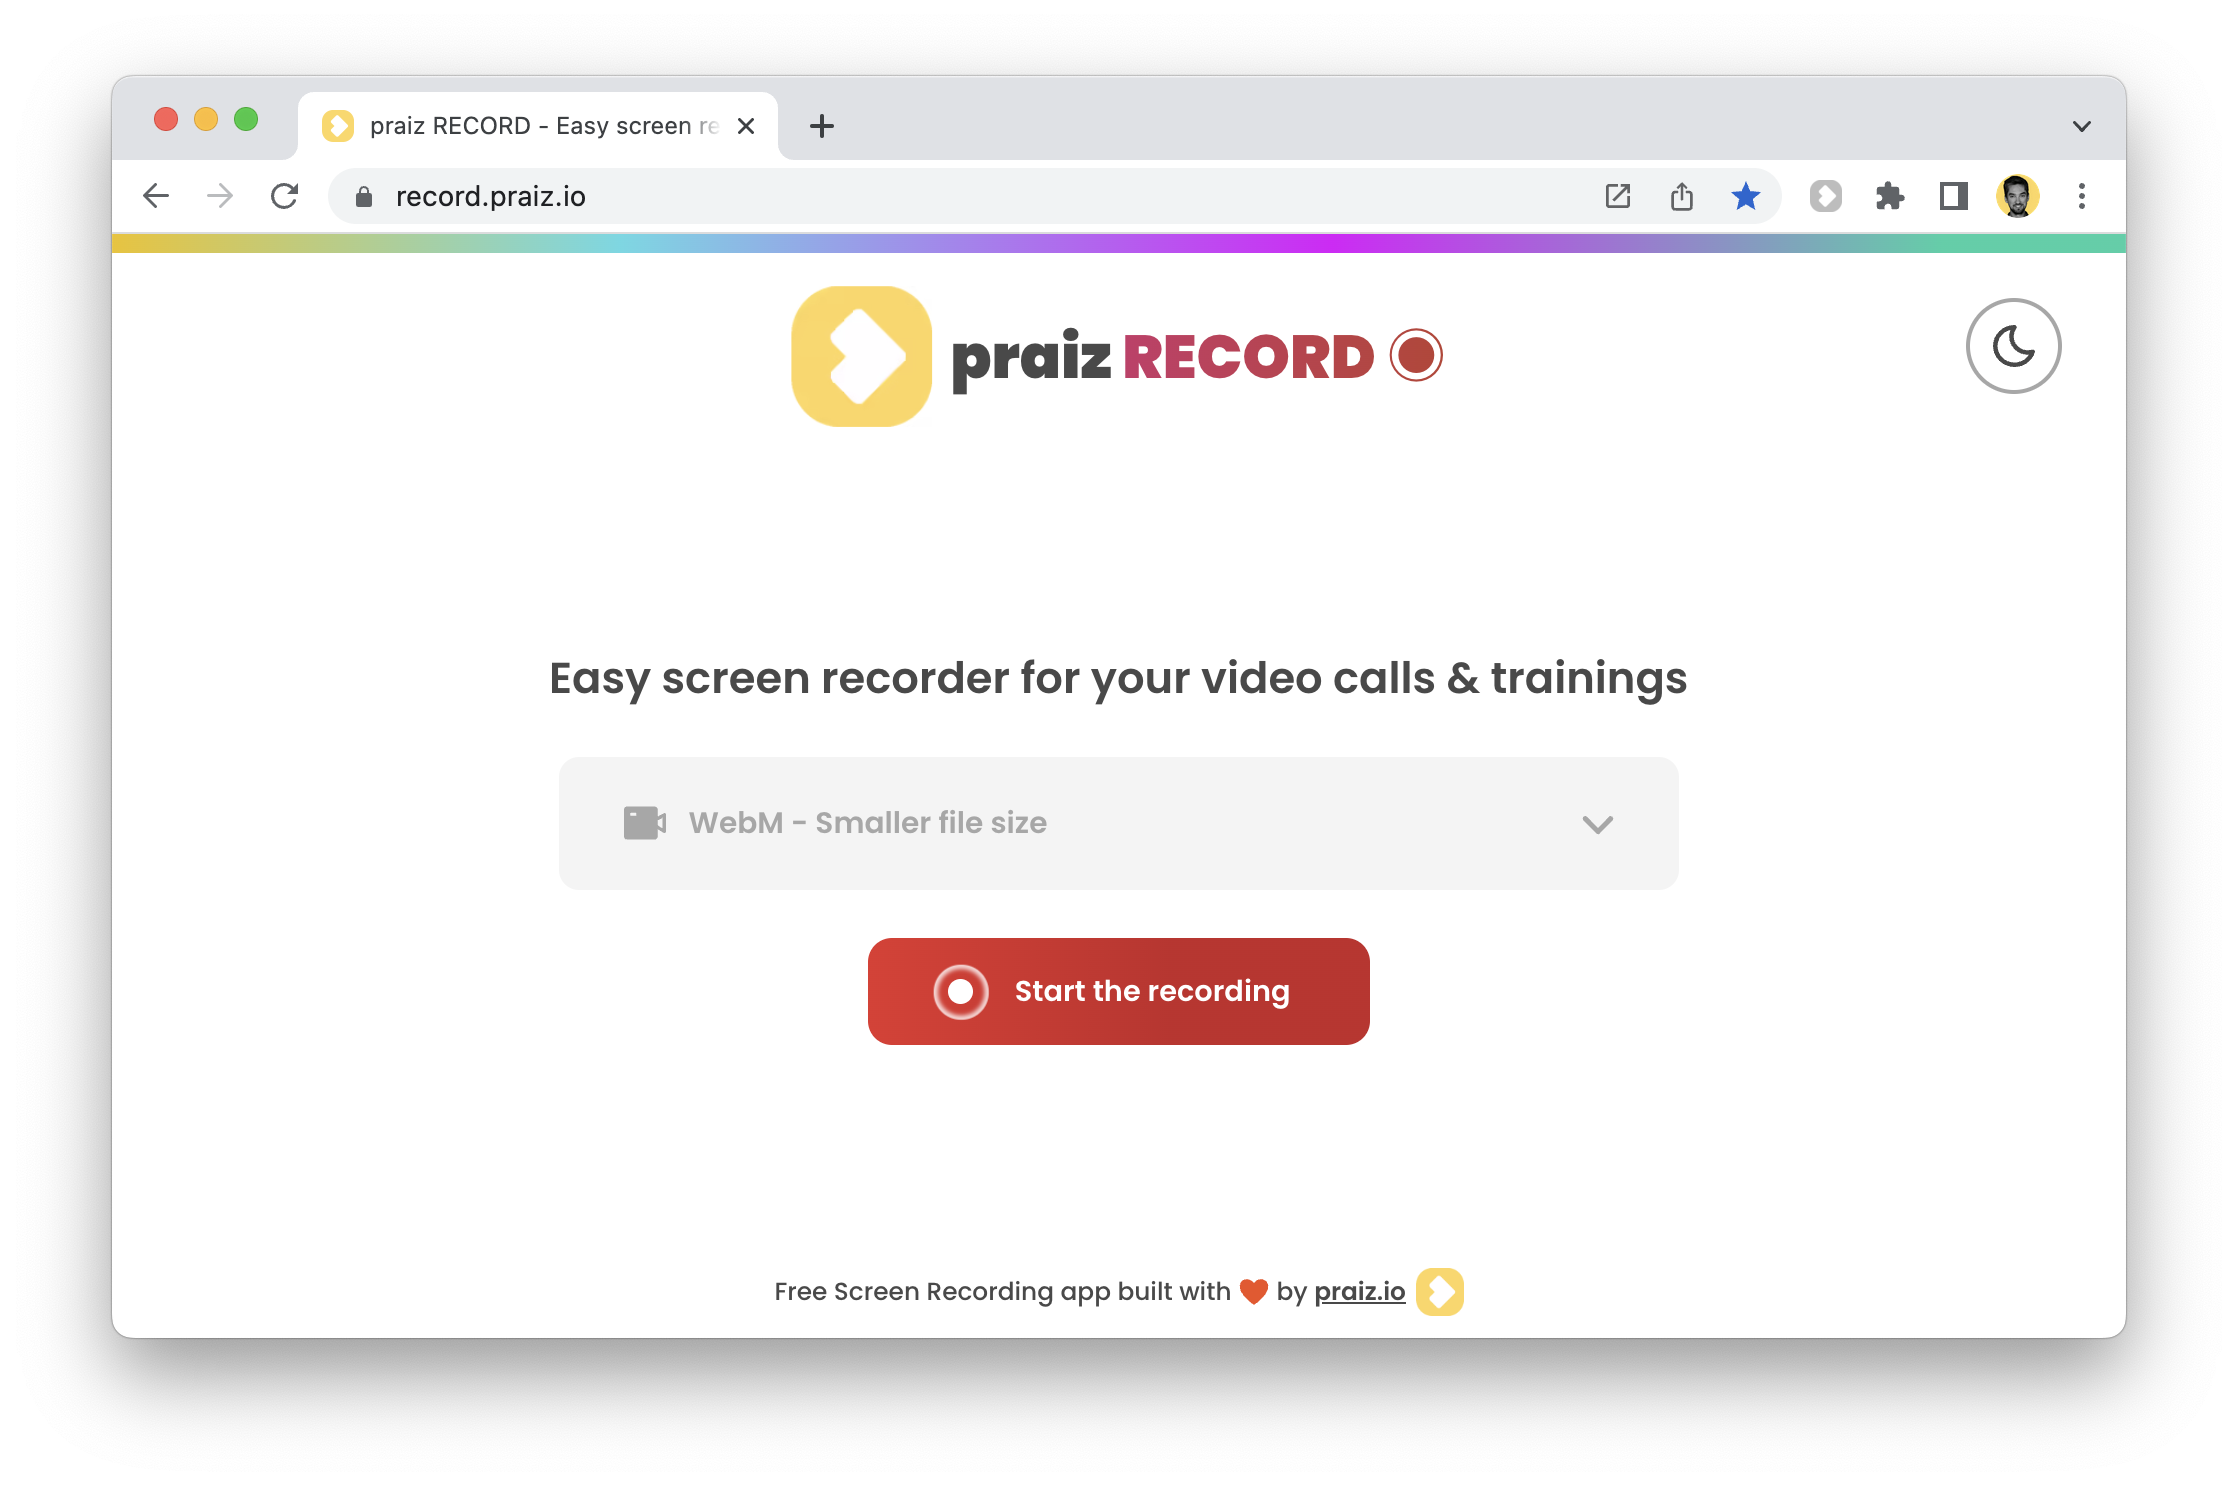 praiz RECORD - Easy screen re
record.praiz.io
praiz RECORD
Easy screen recorder for your video calls & trainings
WebM - Smaller file size
Start the recording
Free Screen Recording app built with ❤ by praiz.io